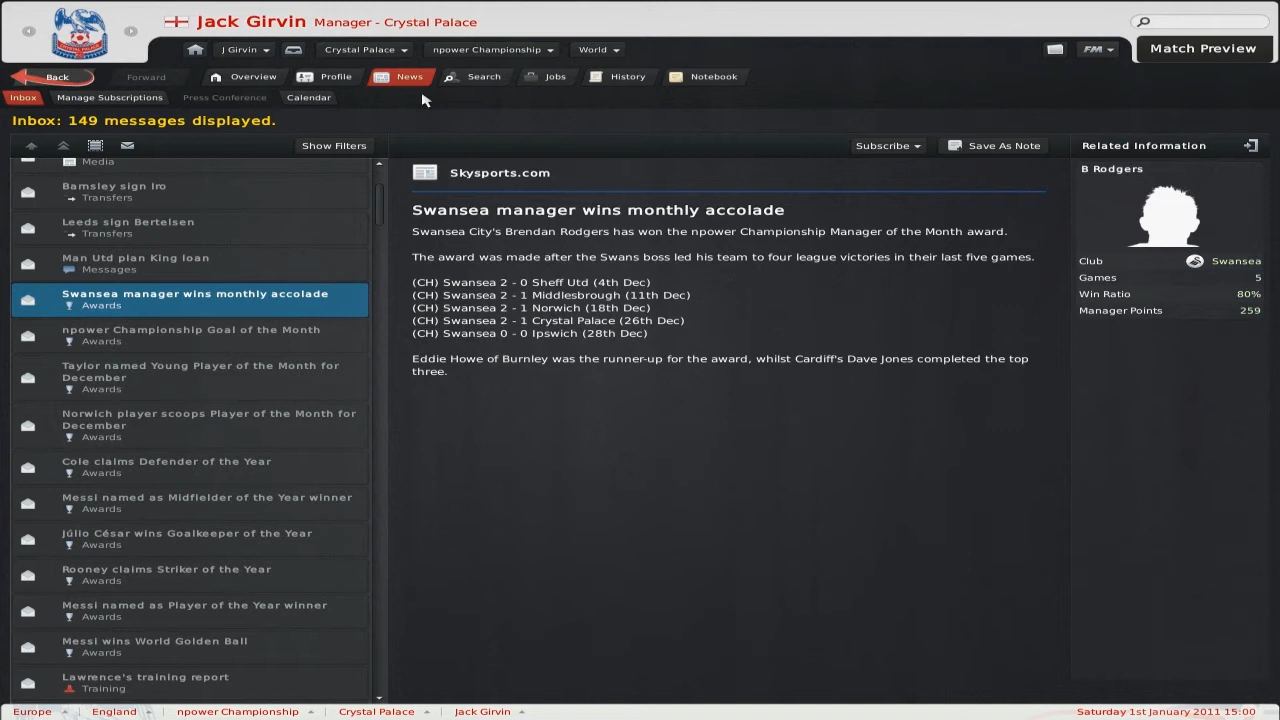 Jack Girvin Manager - Crystal Palace
J Girvin Crystal Palace npower Championship World FM Match Preview
Back Forward Overview Profile News Search Jobs History Notebook
Inbox Manage Subscriptions Press Conference Calendar
Inbox: 149 messages displayed.
Show Filters
Subscribe Save As Note
Related Information
Media
Barnsley sign Iro
Transfers
Leeds sign Bertelsen
Transfers
Man Utd plan King loan
Messages
Swansea manager wins monthly accolade
Awards
npower Championship Goal of the Month
Awards
Taylor named Young Player of the Month for
December
Awards
Norwich player scoops Player of the Month for
December
Awards
Cole claims Defender of the Year
Awards
Messi named as Midfielder of the Year winner
Awards
Júlio César wins Goalkeeper of the Year
Awards
Rooney claims Striker of the Year
Awards
Messi named as Player of the Year winner
Awards
Messi wins World Golden Ball
Awards
Lawrence's training report
Training
Skysports.com
Swansea manager wins monthly accolade
Swansea City's Brendan Rodgers has won the npower Championship Manager of the Month award.
The award was made after the Swans boss led his team to four league victories in their last five games.
(CH) Swansea 2 - 0 Sheff Utd (4th Dec)
(CH) Swansea 2 - 1 Middlesbrough (11th Dec)
(CH) Swansea 2 - 1 Norwich (18th Dec)
(CH) Swansea 2 - 1 Crystal Palace (26th Dec)
(CH) Swansea 0 - 0 Ipswich (28th Dec)
Eddie Howe of Burnley was the runner-up for the award, whilst Cardiff's Dave Jones completed the top
three.
B Rodgers
Club Swansea
Games 5
Win Ratio 80%
Manager Points 259
Europe England npower Championship Crystal Palace Jack Girvin
Saturday 1st January 2011 15:00